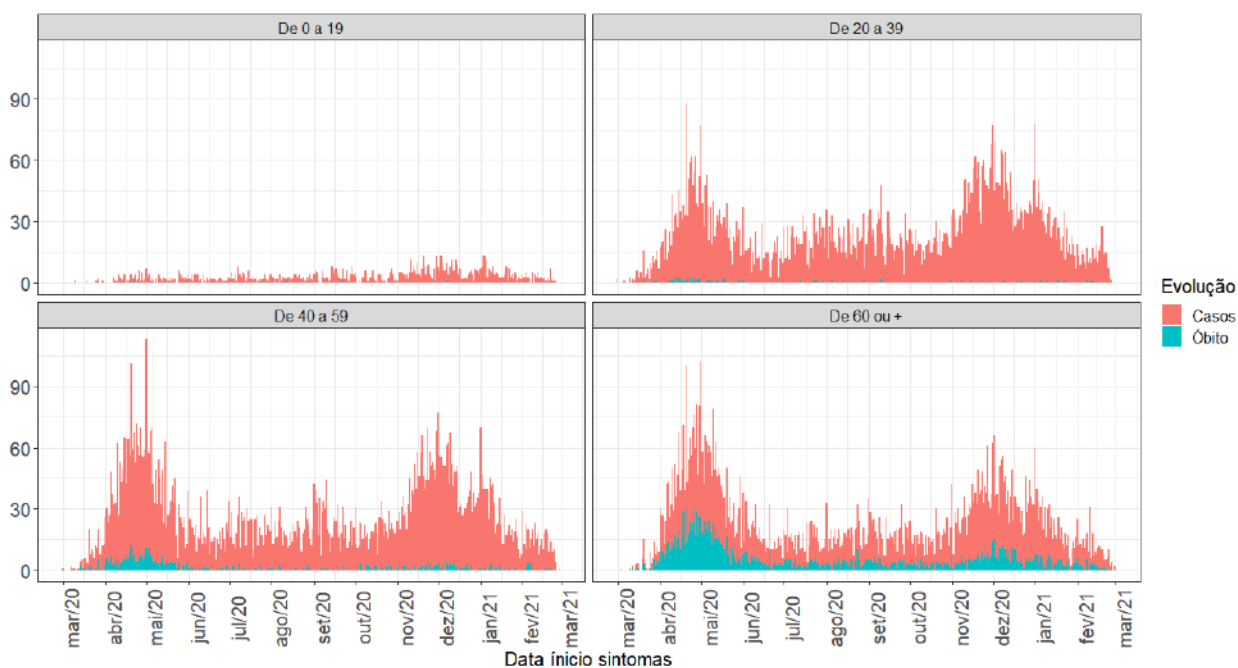 De 0 a 19
De 20 a 39
90
60
30
0
De 40 a 59
De 60 ou +
90
60
30
0
Evolução
Casos
Óbito
mar/20 abr/20 mai/20 jun/20 jul/20 ago/20 set/20 out/20 nov/20 dez/20 jan/21 fev/21 mar/21
mar/20 abr/20 mai/20 jun/20 jul/20 ago/20 set/20 out/20 nov/20 dez/20 jan/21 fev/21 mar/21
Data ínicio sintomas